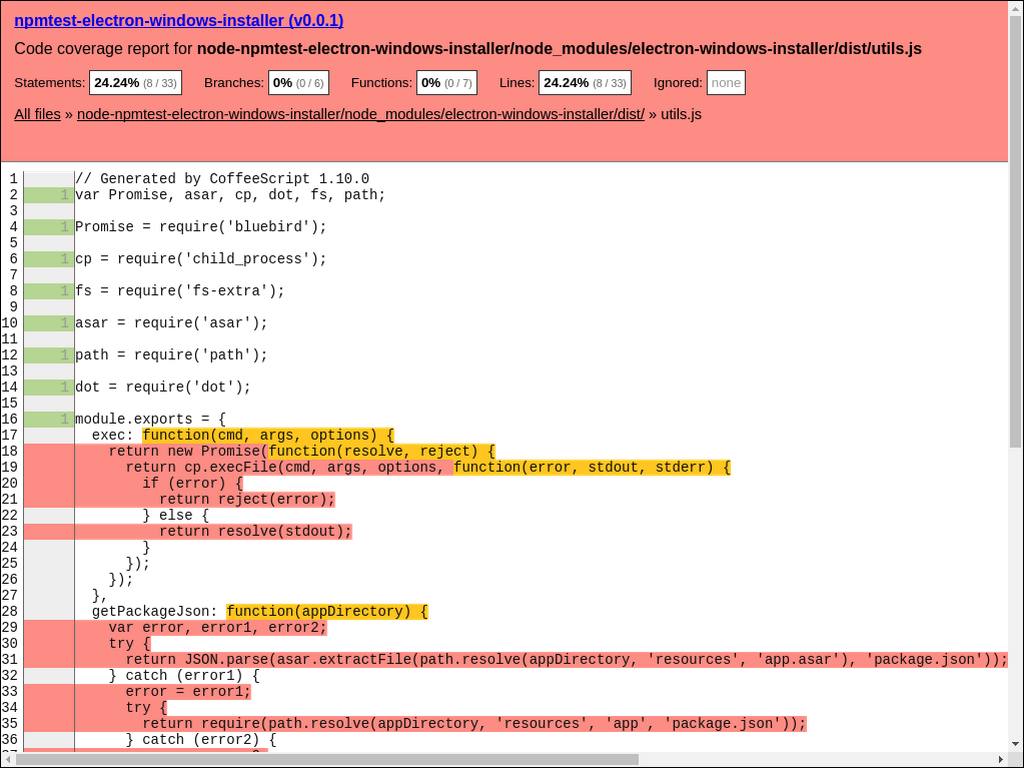 npmtest-electron-windows-installer (v0.0.1)
Code coverage report for node-npmtest-electron-windows-installer/node_modules/electron-windows-installer/dist/utils.js
Statements: 24.24% (8 / 33) Branches: 0% (0 / 6) Functions: 0% (0 / 7) Lines: 24.24% (8 / 33) Ignored: none
All files » node-npmtest-electron-windows-installer/node_modules/electron-windows-installer/dist/ » utils.js
1 // Generated by CoffeeScript 1.10.0
2 1 var Promise, asar, cp, dot, fs, path;
3
4 1 Promise = require('bluebird');
5
6 1 cp = require('child_process');
7
8 1 fs = require('fs-extra');
9
10 1 asar = require('asar');
11
12 1 path = require('path');
13
14 1 dot = require('dot');
15
16 1 module.exports = {
17 exec: function(cmd, args, options) {
18 return new Promise(function(resolve, reject) {
19 return cp.execFile(cmd, args, options, function(error, stdout, stderr) {
20 if (error) {
21 return reject(error);
22 } else {
23 return resolve(stdout);
24 }
25 });
26 });
27 },
28 getPackageJson: function(appDirectory) {
29 var error, error1, error2;
30 try {
31 return JSON.parse(asar.extractFile(path.resolve(appDirectory, 'resources', 'app.asar'), 'package.json'));
32 } catch (error1) {
33 error = error1;
34 try {
35 return require(path.resolve(appDirectory, 'resources', 'app', 'package.json'));
36 } catch (error2) {